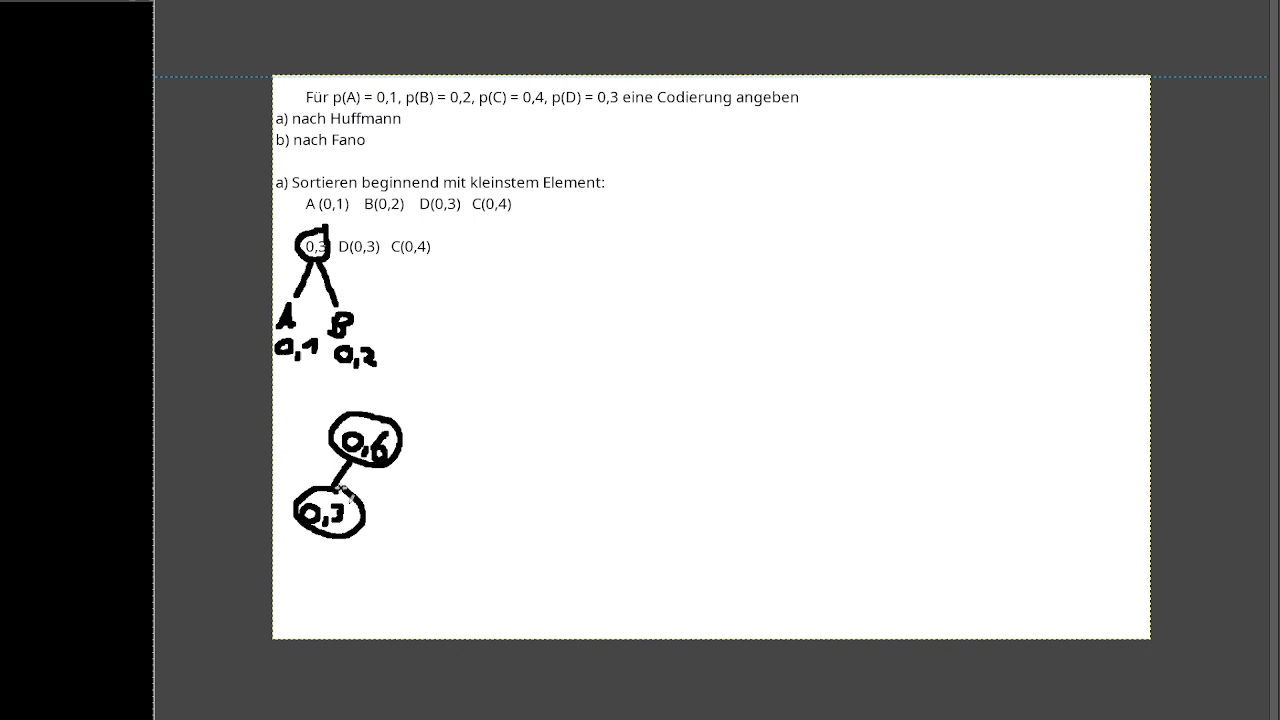 Für p(A) = 0,1, p(B) = 0,2, p(C) = 0,4, p(D) = 0,3 eine Codierung angeben
a) nach Huffmann
b) nach Fano
a) Sortieren beginnend mit kleinstem Element:
A (0,1) B(0,2) D(0,3) C(0,4)
0,3 D(0,3) C(0,4)
A B
0,1 0,2
0,6
0,3